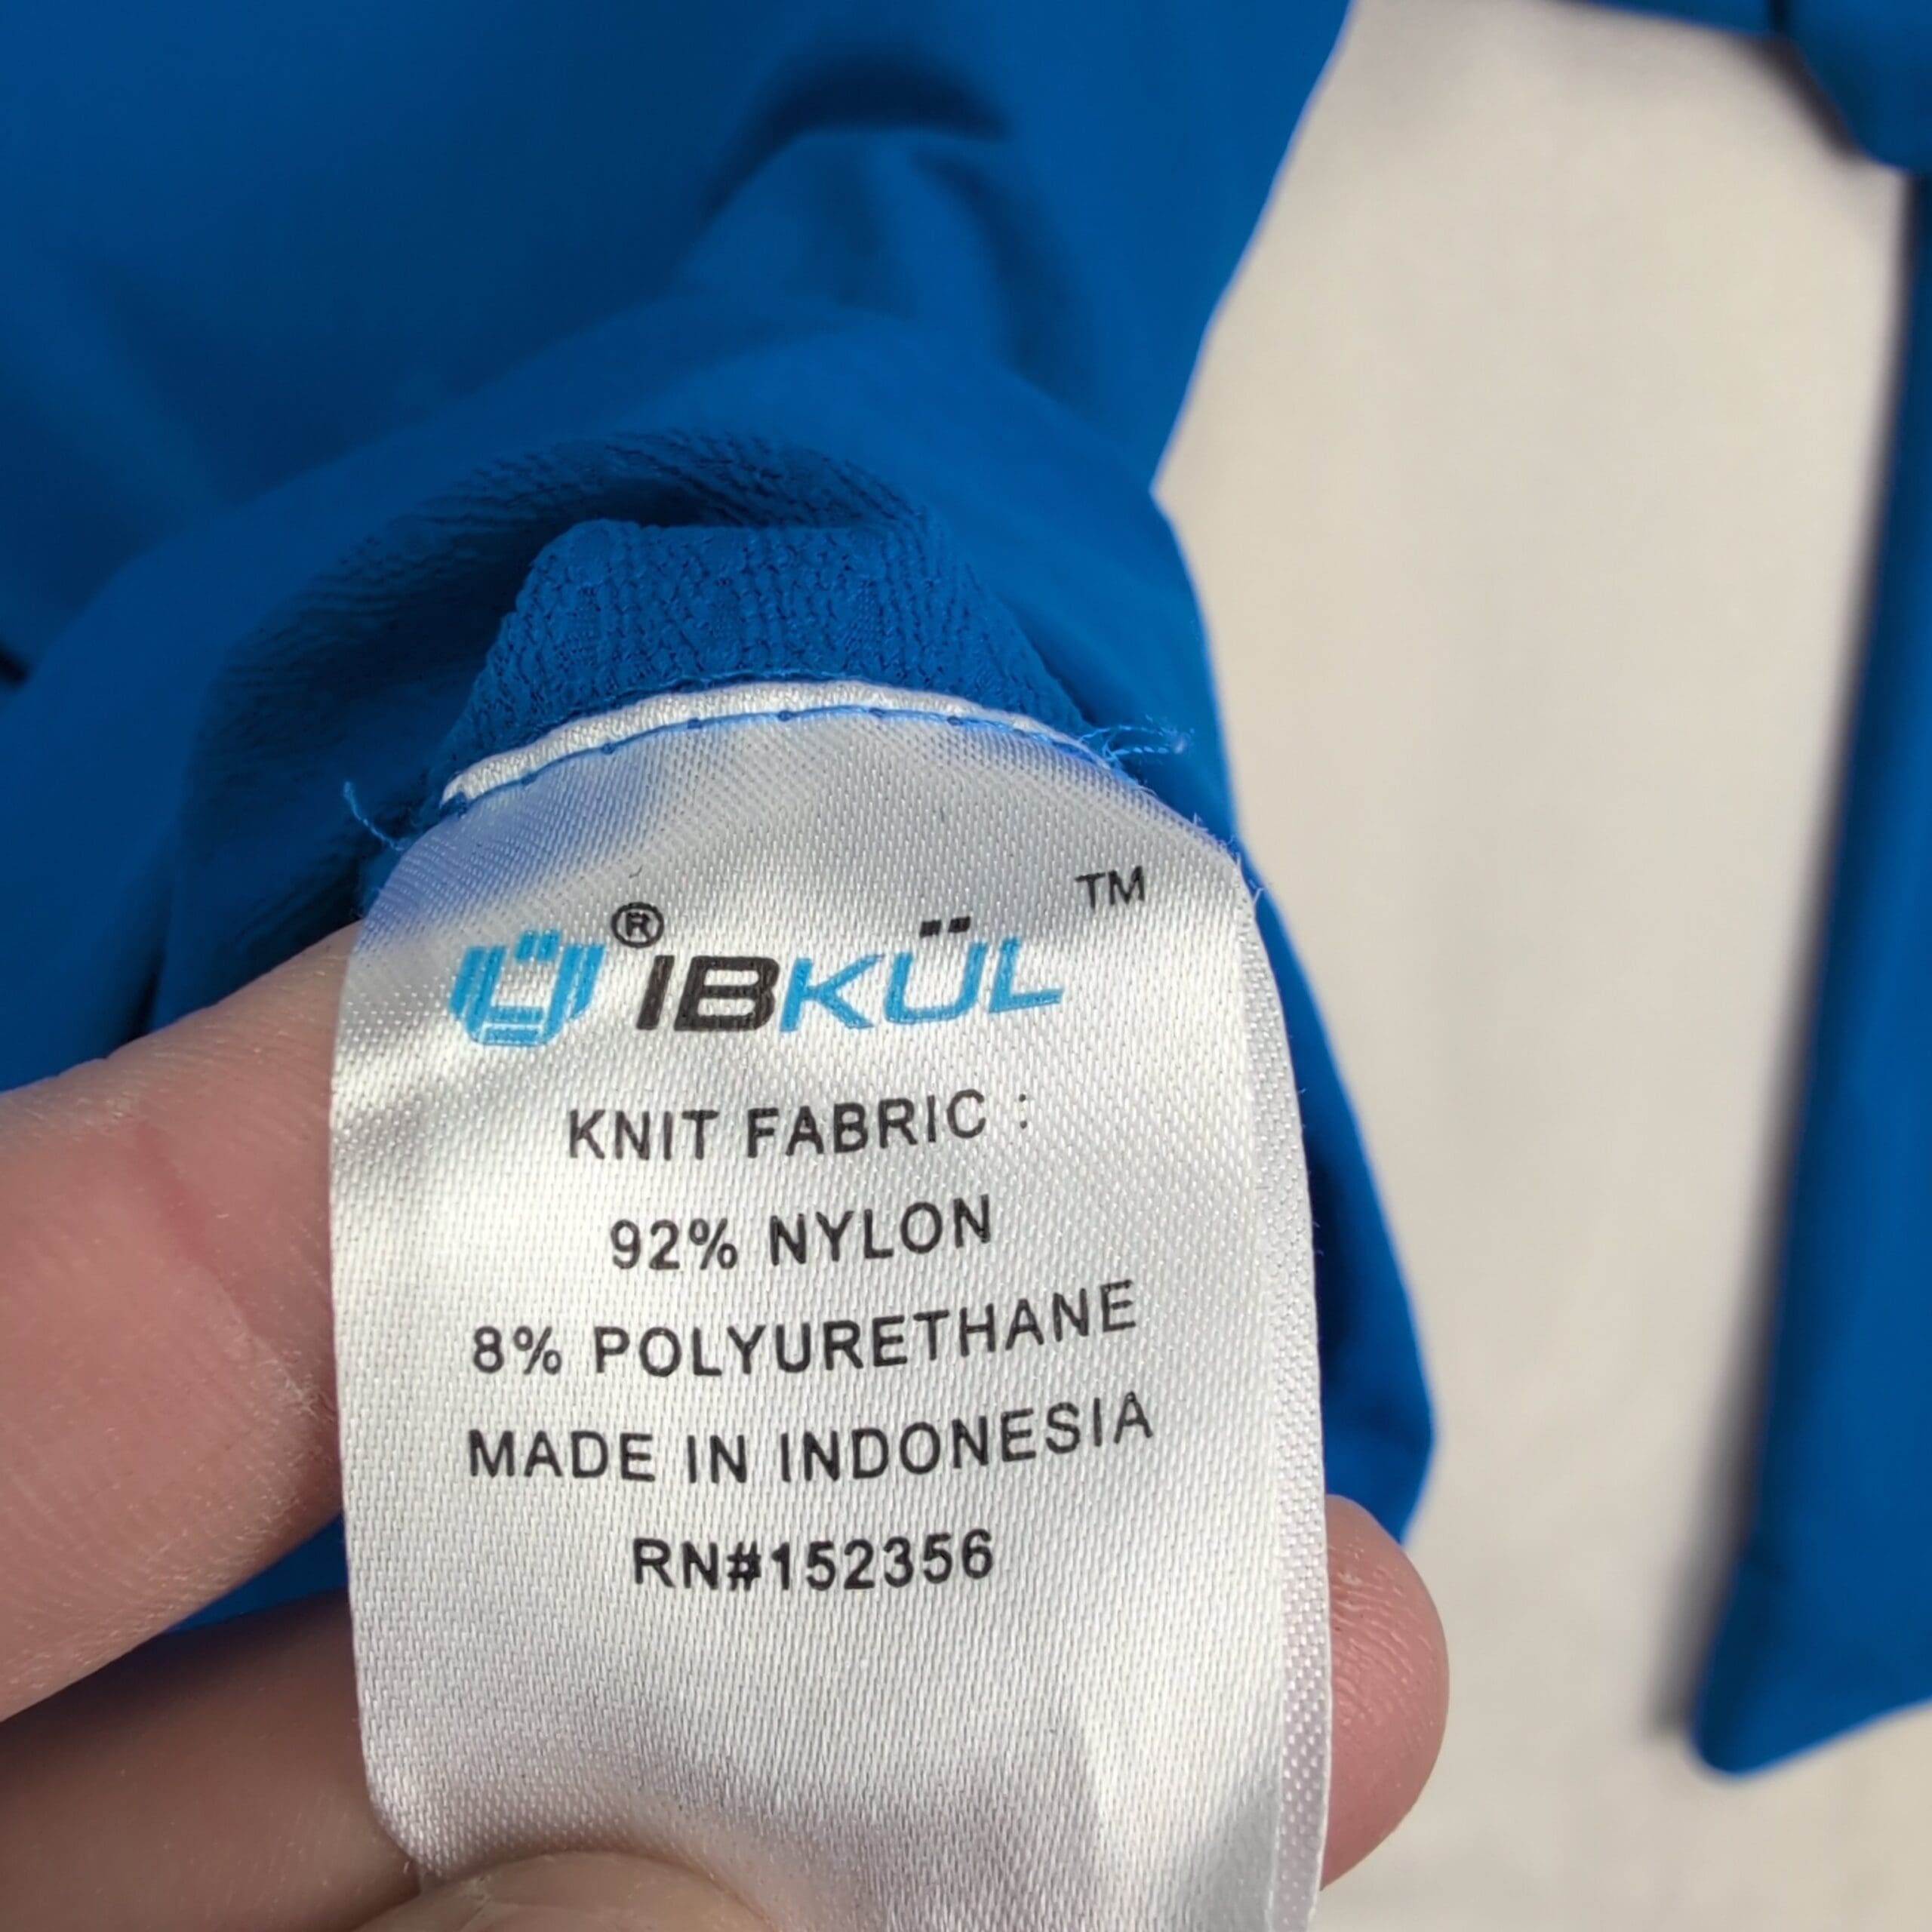 ® IBKÜL ™
KNIT FABRIC :
92% NYLON
8% POLYURETHANE
MADE IN INDONESIA
RN#152356